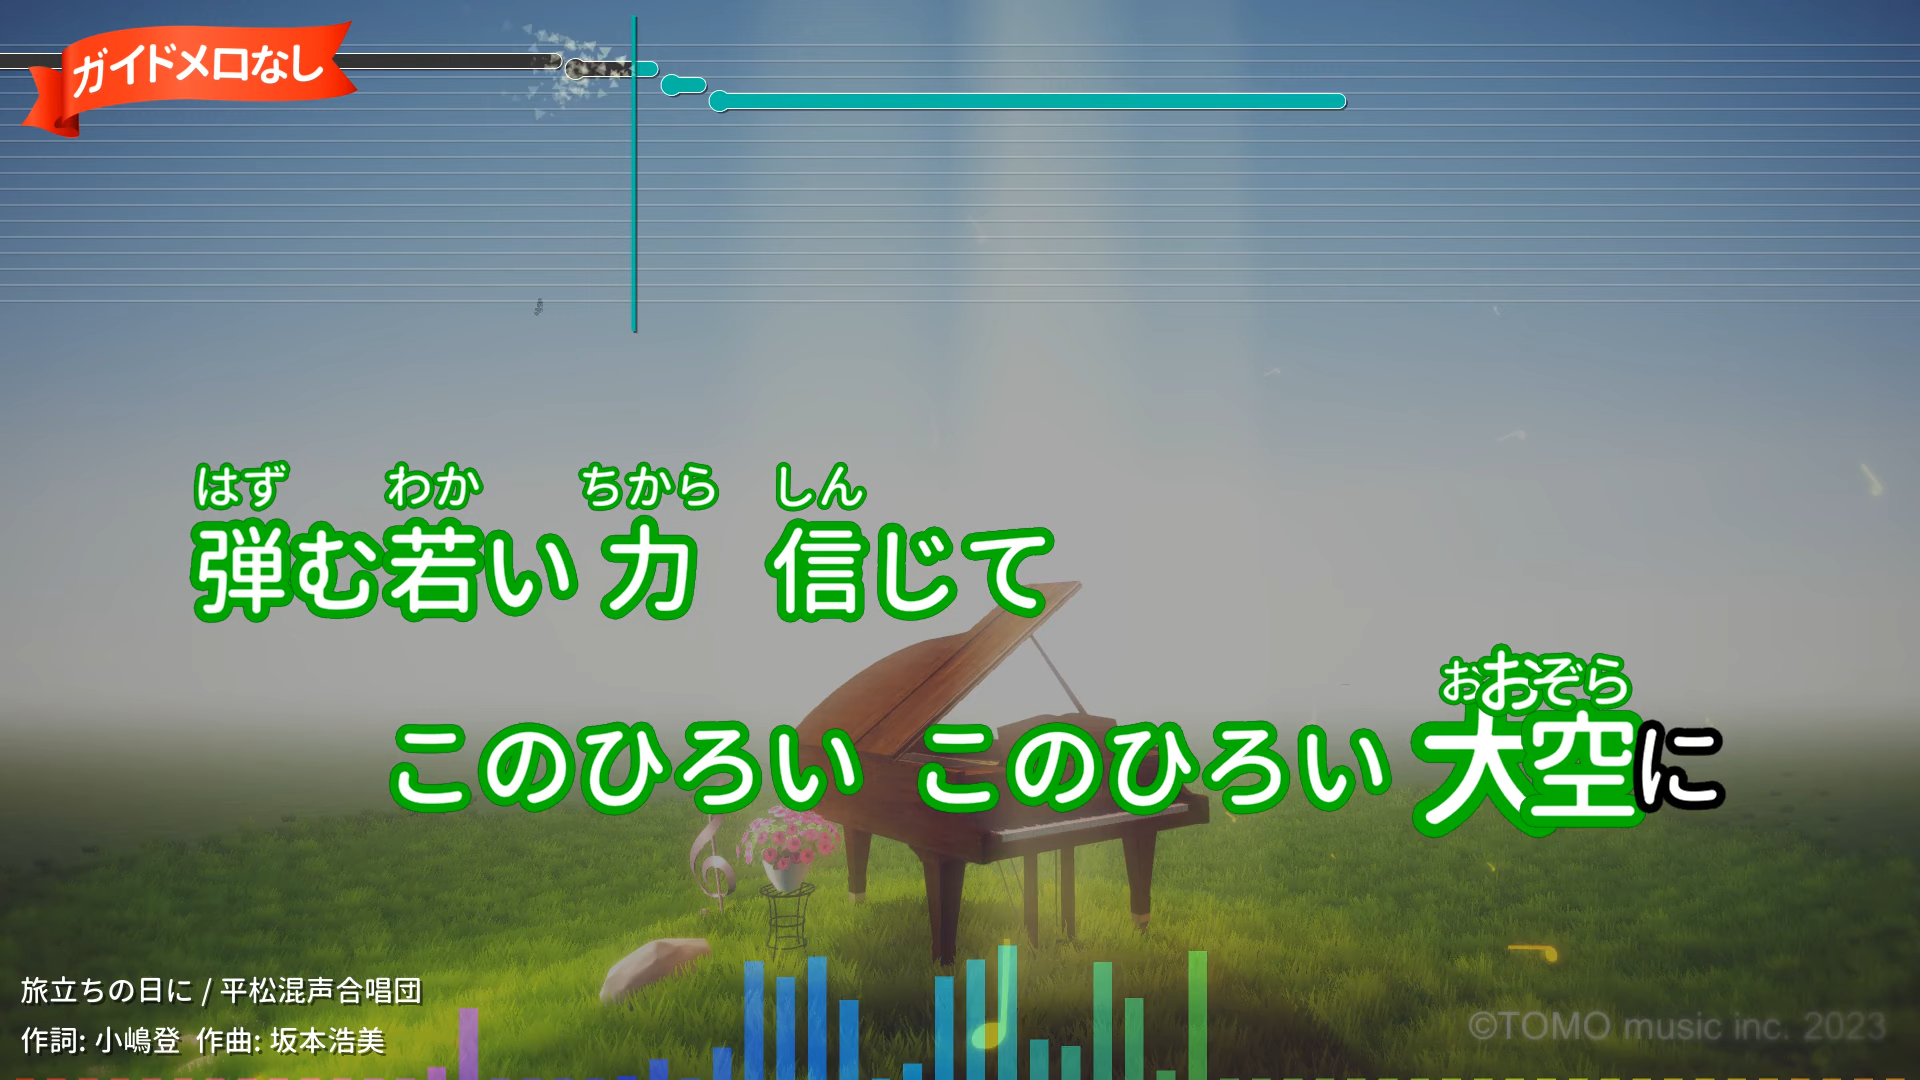 ガイドメロなし
はず わか ちから しん
弾む若い 力 信じて
おおぞら
このひろい このひろい 大空に
旅立ちの日に / 平松混声合唱団
作詞: 小嶋登 作曲: 坂本浩美
©TOMO music inc. 2023